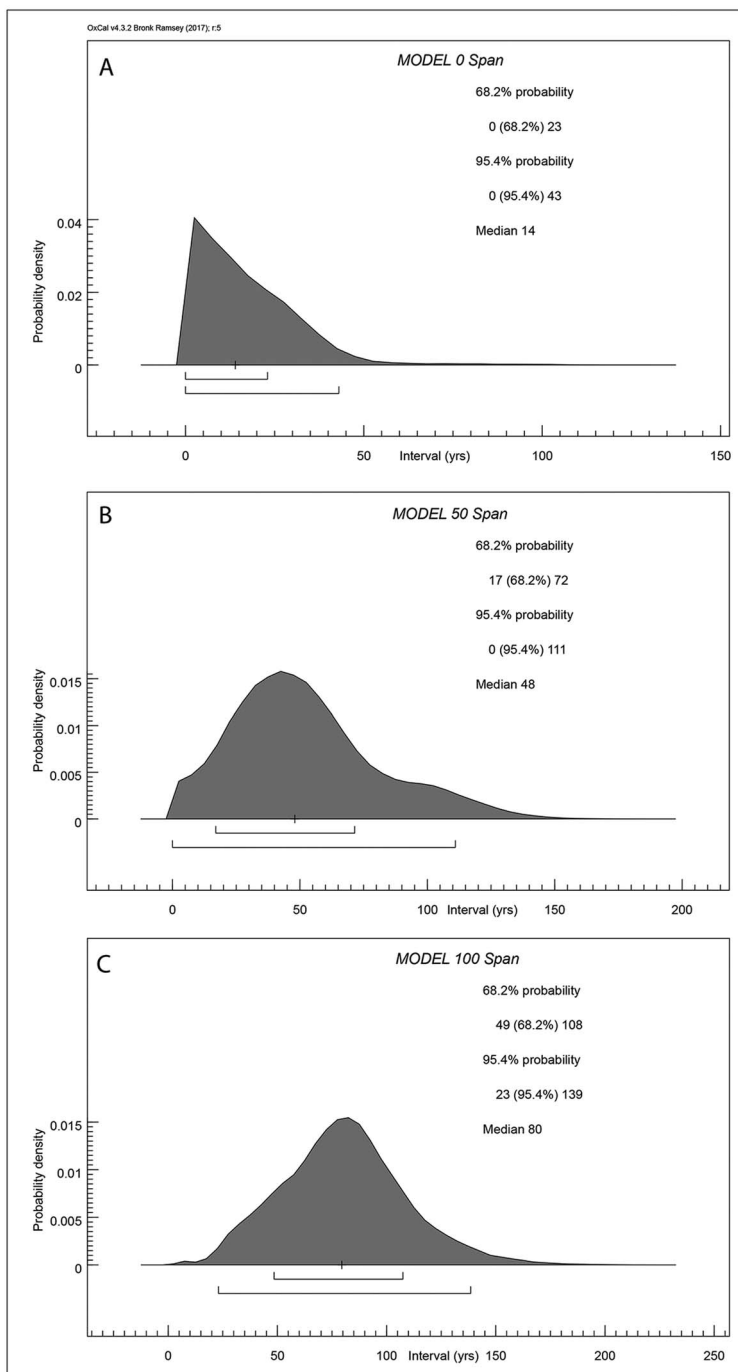 OxCal v4.3.2 Bronk Ramsey (2017); r:5
A
MODEL 0 Span
68.2% probability
0 (68.2%) 23
95.4% probability
0 (95.4%) 43
Median 14
Probability density
0.04
0.02
0
0 50 Interval (yrs) 100 150
B
MODEL 50 Span
68.2% probability
17 (68.2%) 72
95.4% probability
0 (95.4%) 111
Median 48
Probability density
0.015
0.01
0.005
0
0 50 100 Interval (yrs) 150 200
C
MODEL 100 Span
68.2% probability
49 (68.2%) 108
95.4% probability
23 (95.4%) 139
Median 80
Probability density
0.015
0.01
0.005
0
0 50 100 Interval (yrs) 150 200 250